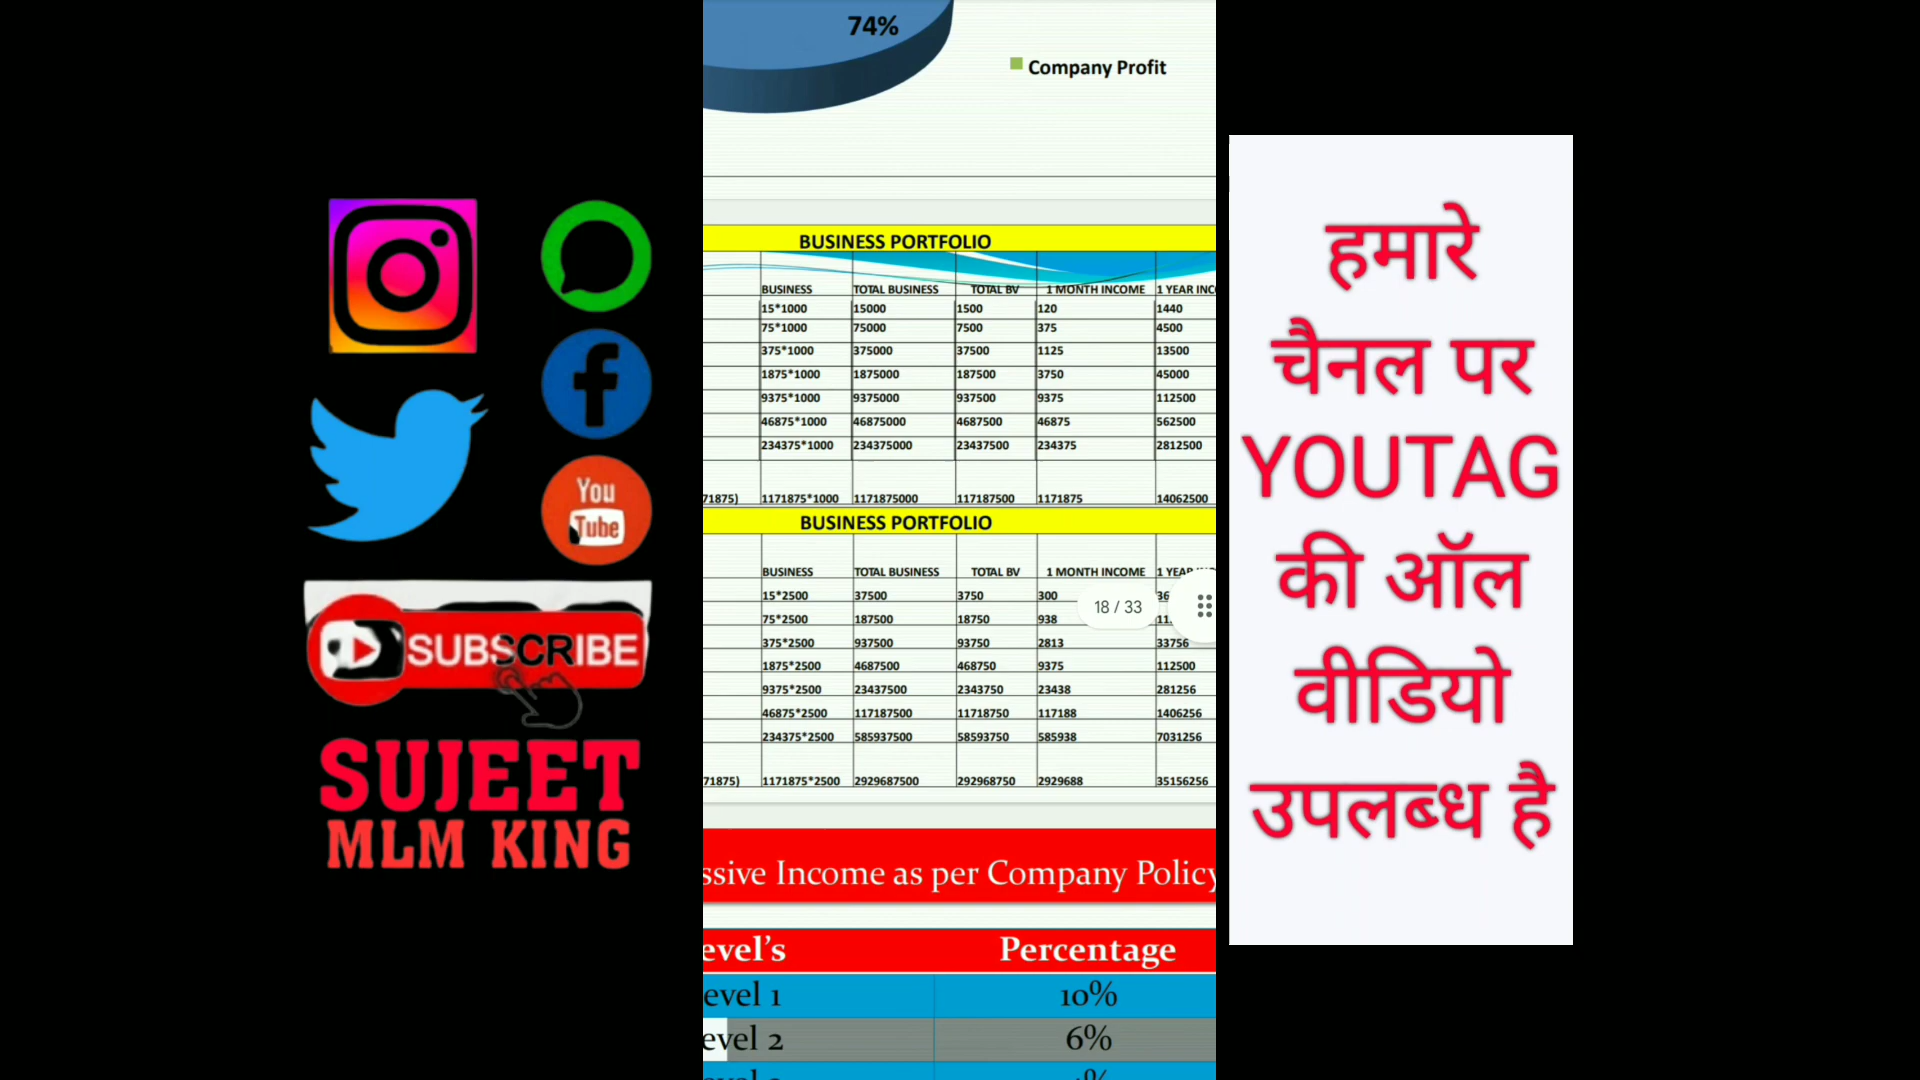 74%
Company Profit
BUSINESS PORTFOLIO
BUSINESS TOTAL BUSINESS TOTAL BV 1 MONTH INCOME 1 YEAR INC
15*1000 15000 1500 120 1440
75*1000 75000 7500 375 4500
375*1000 375000 37500 1125 13500
1875*1000 1875000 187500 3750 45000
9375*1000 9375000 937500 9375 112500
46875*1000 46875000 4687500 46875 562500
234375*1000 234375000 23437500 234375 2812500
71875) 1171875*1000 1171875000 117187500 1171875 14062500
BUSINESS PORTFOLIO
BUSINESS TOTAL BUSINESS TOTAL BV 1 MONTH INCOME 1 YEAR
15*2500 37500 3750 300
75*2500 187500 18750 938
375*2500 937500 93750 2813 33756
1875*2500 4687500 468750 9375 112500
9375*2500 23437500 2343750 23438 281256
46875*2500 117187500 11718750 117188 1406256
234375*2500 585937500 58593750 585938 7031256
71875) 1171875*2500 2929687500 292968750 2929688 35156256
18 / 33
ssive Income as per Company Policy
evel's Percentage
evel 1 10%
evel 2 6%
You
Tube
SUBSCRIBE
SUJEET
MLM KING
हमारे
चैनल पर
YOUTAG
की ऑल
वीडियो
उपलब्ध है